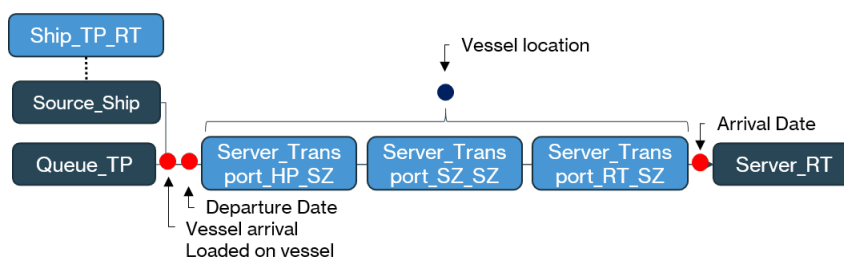 Ship_TP_RT
Vessel location
Source_Ship
Arrival Date
Queue_TP
Server_Trans
port_HP_SZ
Server_Trans
port_SZ_SZ
Server_Trans
port_RT_SZ
Server_RT
Departure Date
Vessel arrival
Loaded on vessel